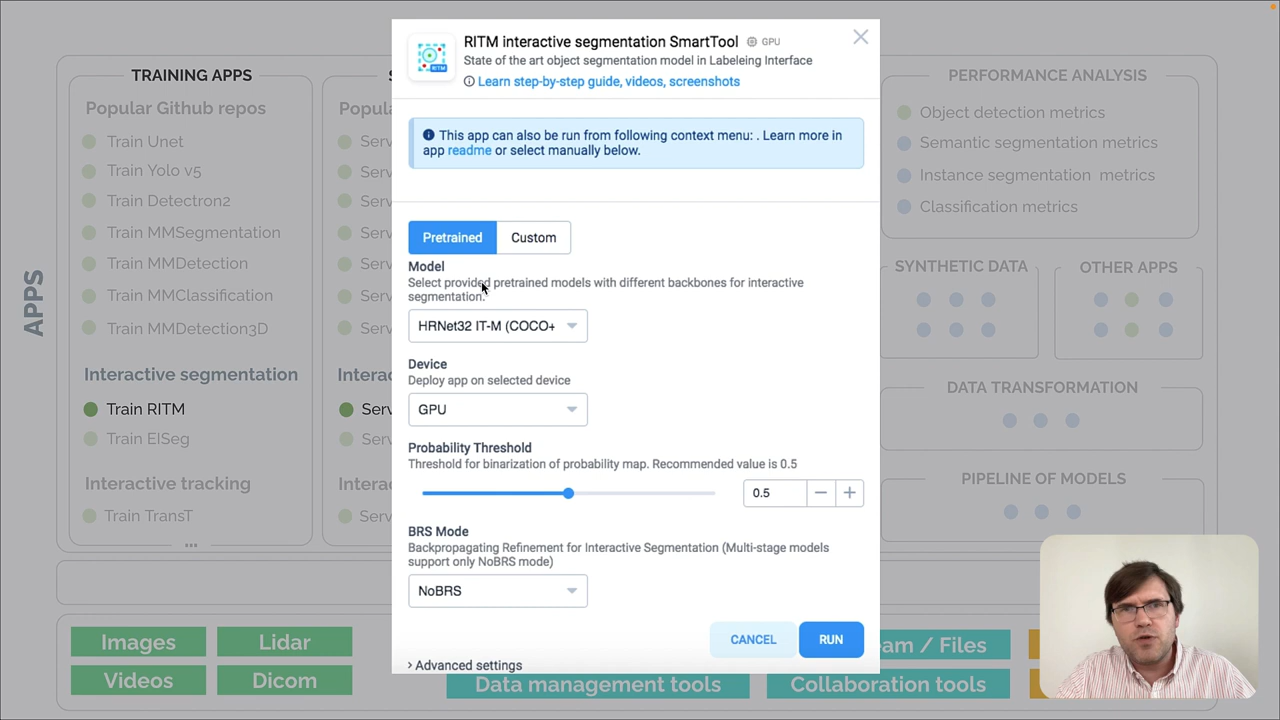 RITM interactive segmentation SmartTool
GPU
State of the art object segmentation model in Labeleing Interface
Learn step-by-step guide, videos, screenshots
This app can also be run from following context menu: . Learn more in
app readme or select manually below.
Pretrained
Custom
Model
Select provided pretrained models with different backbones for interactive
segmentation.
HRNet32 IT-M (COCO+
Device
Deploy app on selected device
GPU
Probability Threshold
Threshold for binarization of probability map. Recommended value is 0.5
0.5
BRS Mode
Backpropagating Refinement for Interactive Segmentation (Multi-stage models
support only NoBRS mode)
NoBRS
CANCEL
RUN
Advanced settings
APPS
TRAINING APPS
Popular Github repos
Train Unet
Train Yolo v5
Train Detectron2
Train MMSegmentation
Train MMDetection
Train MMClassification
Train MMDetection3D
Interactive segmentation
Train RITM
Train EISeg
Interactive tracking
Train TransT
...
PERFORMANCE ANALYSIS
Object detection metrics
Semantic segmentation metrics
Instance segmentation metrics
Classification metrics
SYNTHETIC DATA
OTHER APPS
DATA TRANSFORMATION
PIPELINE OF MODELS
Images
Lidar
Videos
Dicom
Data management tools
/ Files
Collaboration tools
RITM